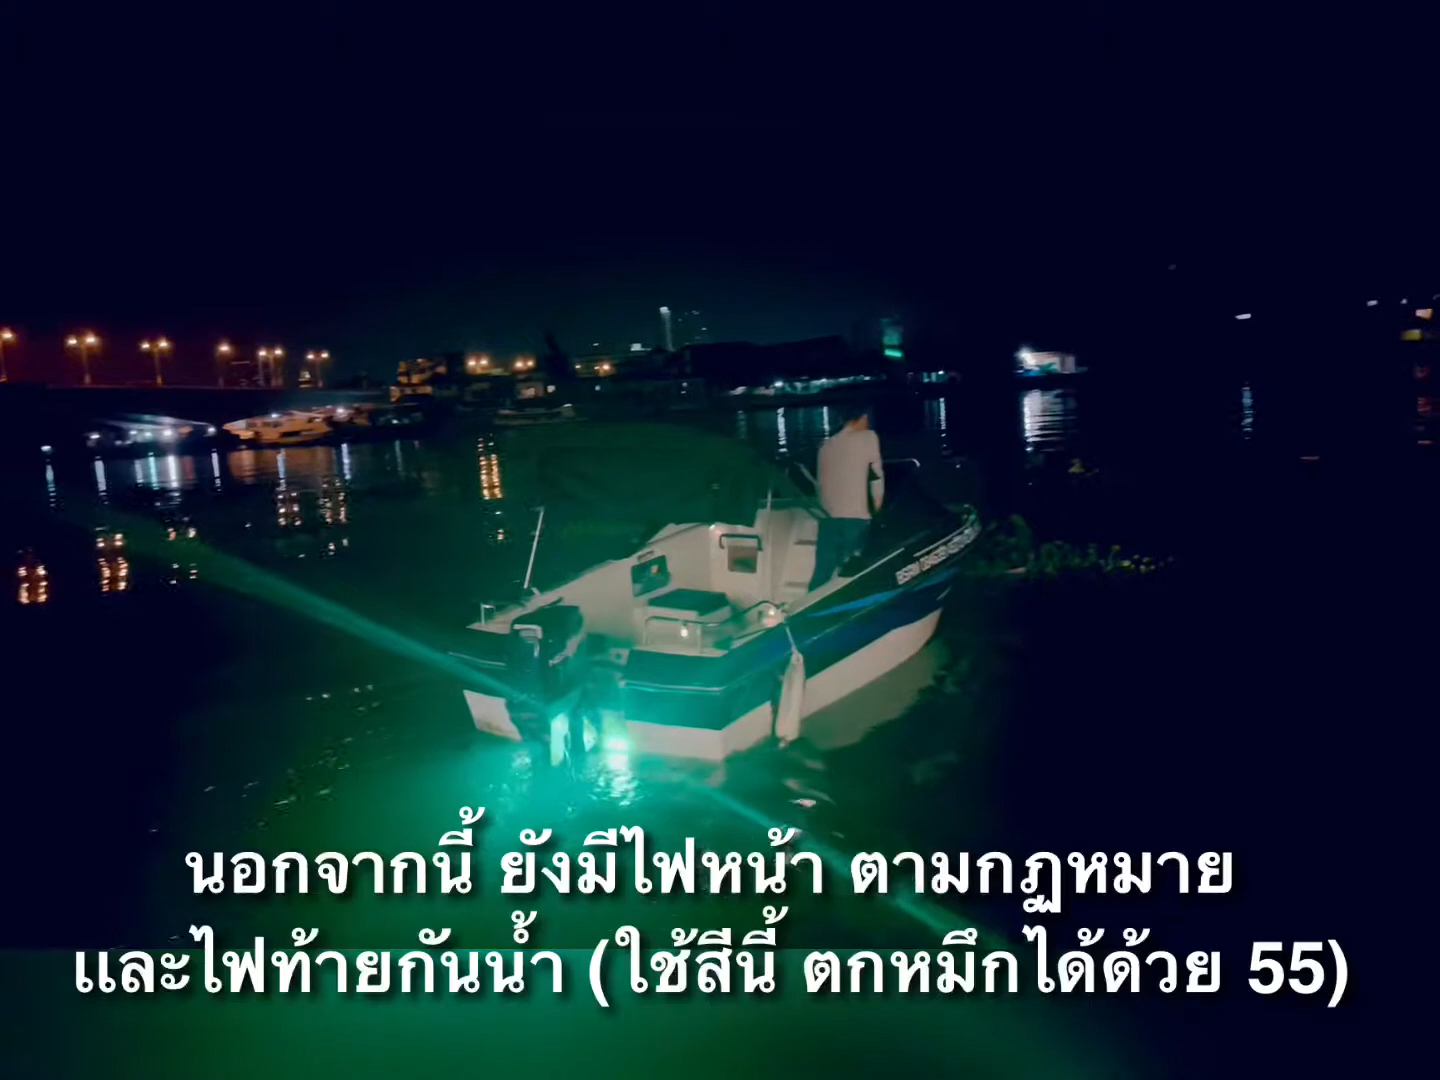 นอกจากนี้ ยังมีไฟหน้า ตามกฏหมาย
และไฟท้ายกันน้ำ (ใช้สีนี้ ตกหมึกได้ด้วย 55)